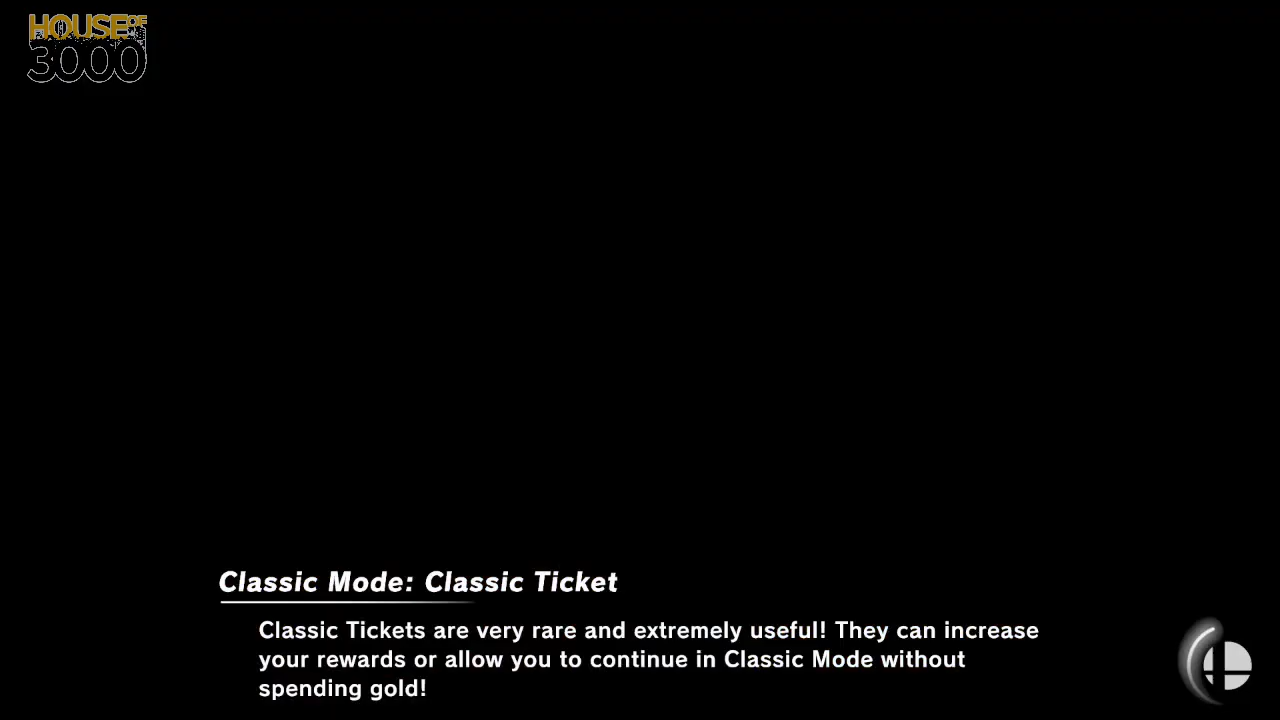 HOUSE OF
3000
Classic Mode: Classic Ticket
Classic Tickets are very rare and extremely useful! They can increase
your rewards or allow you to continue in Classic Mode without
spending gold!